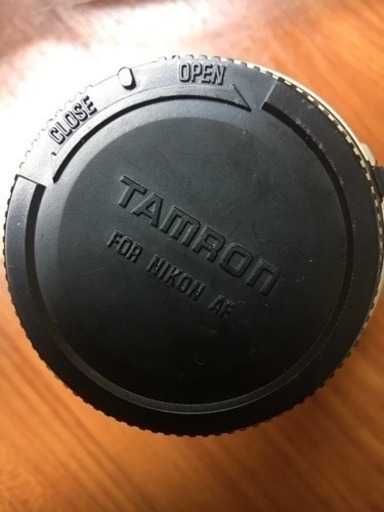 CLOSE OPEN
TAMRON
FOR NIKON AF